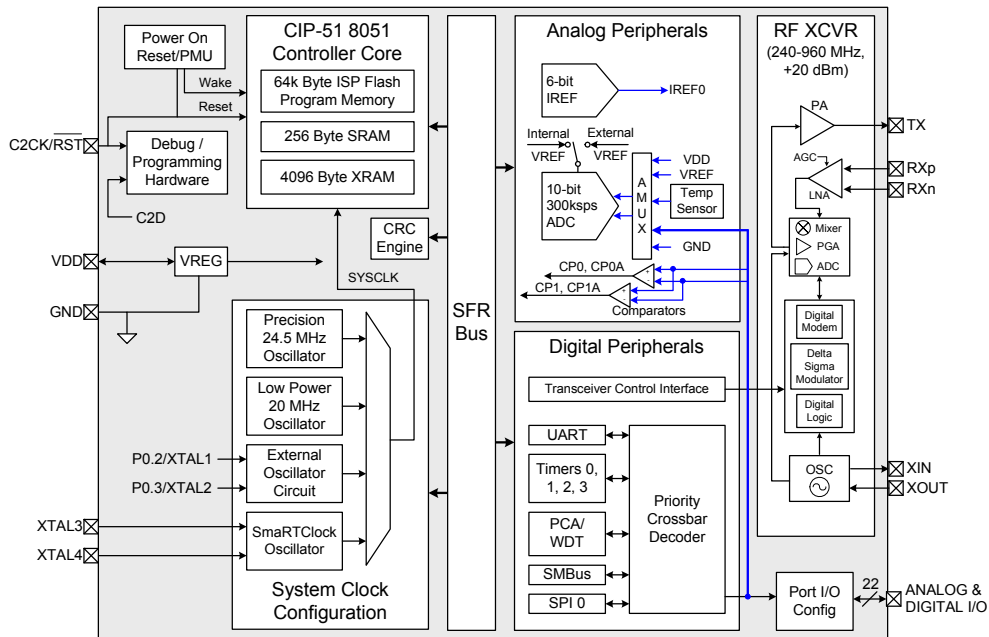 Power On
Reset/PMU
Wake
Reset
C2CK/RST
Debug /
Programming
Hardware
C2D
VDD
VREG
GND
CIP-51 8051
Controller Core
64k Byte ISP Flash
Program Memory
256 Byte SRAM
4096 Byte XRAM
CRC
Engine
SYSCLK
Precision
24.5 MHz
Oscillator
Low Power
20 MHz
Oscillator
P0.2/XTAL1
P0.3/XTAL2
External
Oscillator
Circuit
XTAL3
XTAL4
SmaRTClock
Oscillator
System Clock
Configuration
SFR
Bus
Analog Peripherals
6-bit
IREF
IREF0
Internal
VREF
External
VREF
10-bit
300ksps
ADC
A
M
U
X
VDD
VREF
Temp
Sensor
GND
CP0, CP0A
+
-
CP1, CP1A
+
-
Comparators
Digital Peripherals
Transceiver Control Interface
UART
Timers 0,
1, 2, 3
PCA/
WDT
SMBus
SPI 0
Priority
Crossbar
Decoder
RF XCVR
(240-960 MHz,
+20 dBm)
PA
TX
AGC
LNA
RXp
RXn
Mixer
PGA
ADC
Digital
Modem
Delta
Sigma
Modulator
Digital
Logic
OSC
XIN
XOUT
Port I/O
Config
22
ANALOG &
DIGITAL I/O